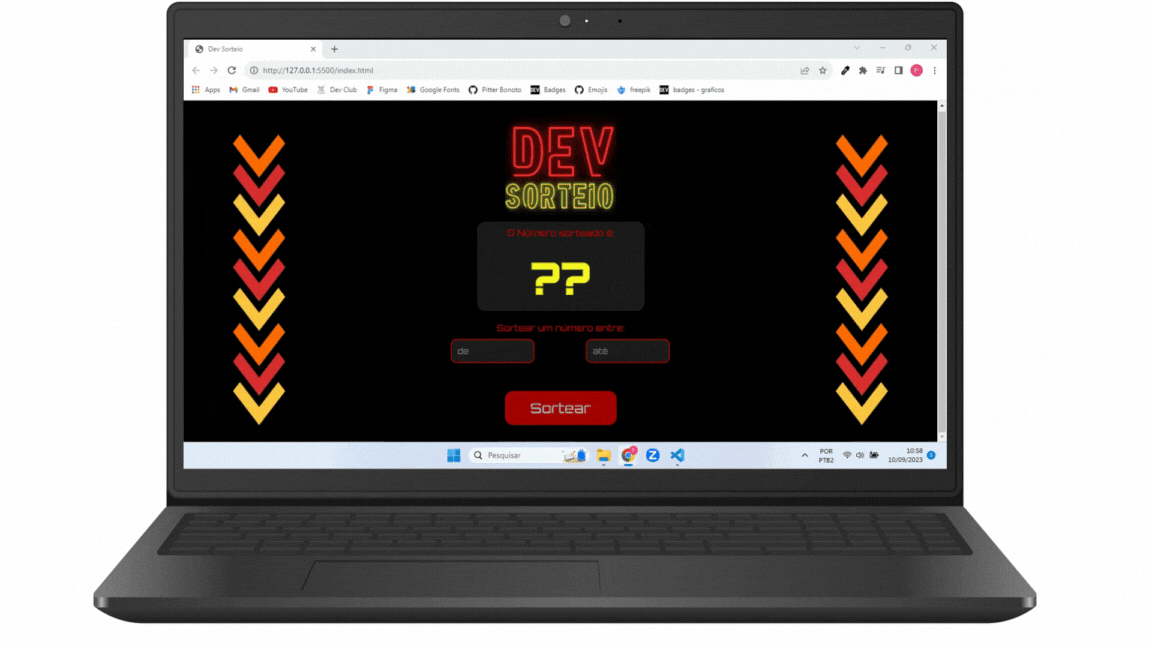 Dev Sorteio
http://127.0.0.1:5500/index.html
Apps Gmail YouTube Dev Club Figma Google Fonts Pitter Bonoto Badges Emojis freepik badges - graficos
DEV
SORTEIO
O Número sorteado é:
??
Sortear um número entre:
de até
Sortear
Pesquisar
POR
PTB2
10:58
10/09/2023